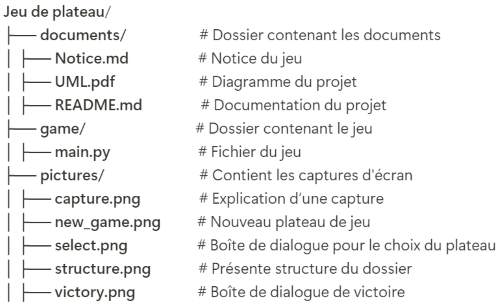 Jeu de plateau/
├── documents/ # Dossier contenant les documents
│ ├── Notice.md # Notice du jeu
│ ├── UML.pdf # Diagramme du projet
│ ├── README.md # Documentation du projet
├── game/ # Dossier contenant le jeu
│ ├── main.py # Fichier du jeu
├── pictures/ # Contient les captures d'écran
│ ├── capture.png # Explication d'une capture
│ ├── new_game.png # Nouveau plateau de jeu
│ ├── select.png # Boîte de dialogue pour le choix du plateau
│ ├── structure.png # Présente structure du dossier
│ ├── victory.png # Boîte de dialogue de victoire